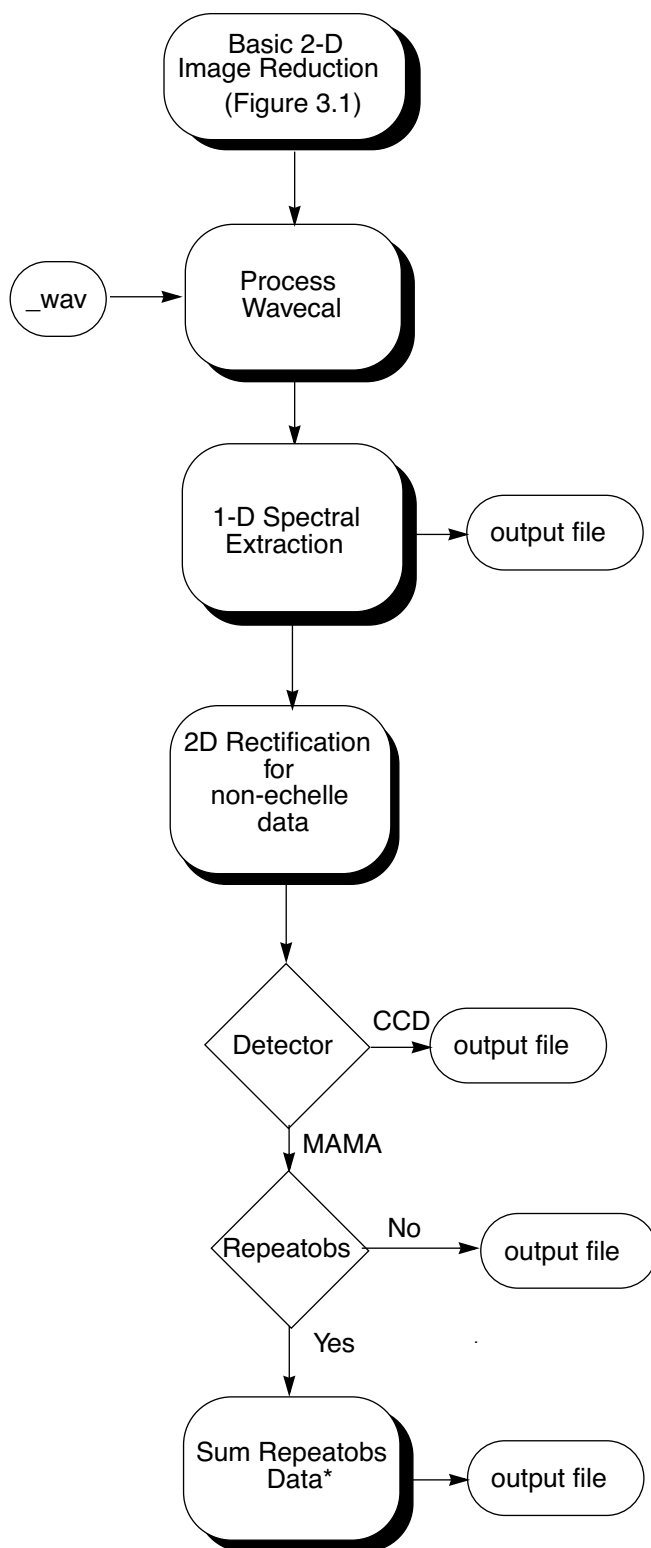 Basic 2-D
Image Reduction
(Figure 3.1)
Process
Wavecal
_wav
1-D Spectral
Extraction
output file
2D Rectification
for
non-echelle
data
Detector
CCD
output file
MAMA
Repeatobs
No
output file
Yes
Sum Repeatobs
Data*
output file